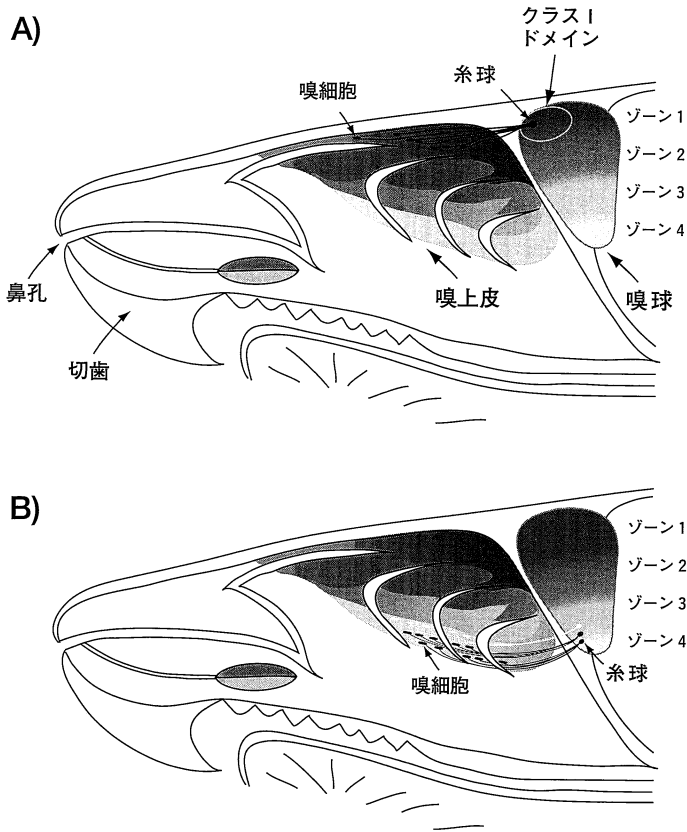 A)
クラスI
ドメイン
糸球
嗅細胞
ゾーン1
ゾーン2
ゾーン3
ゾーン4
嗅上皮
嗅球
鼻孔
切歯
B)
ゾーン1
ゾーン2
ゾーン3
ゾーン4
嗅細胞
糸球